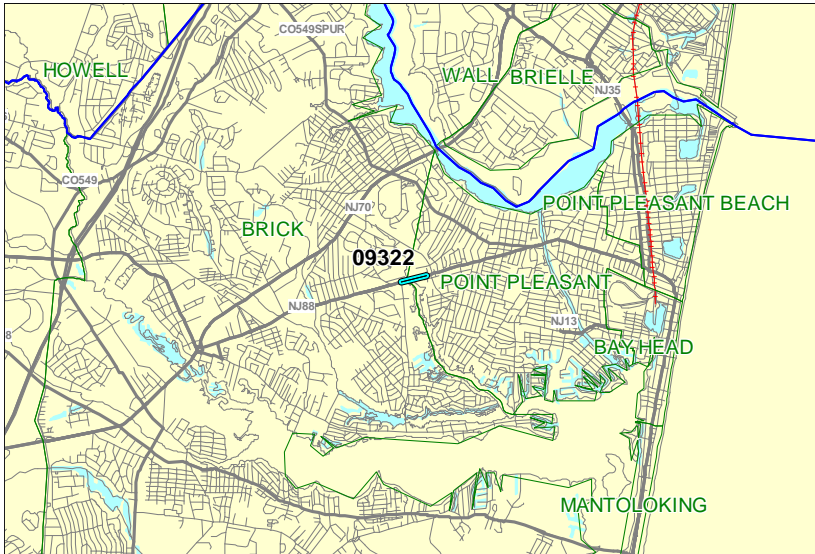 CO549SPUR
HOWELL
WALL BRIELLE
NJ35
CO549
NJ70
POINT PLEASANT BEACH
BRICK
09322
POINT PLEASANT
NJ88
NJ13
8
BAY HEAD
MANTOLOKING